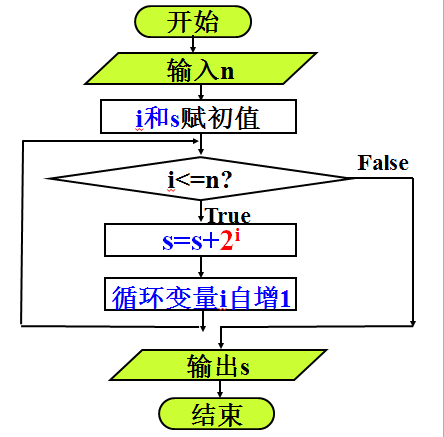 开始
输入n
i和s赋初值
i<=n?
False
True
s=s+2ⁱ
循环变量i自增1
输出s
结束